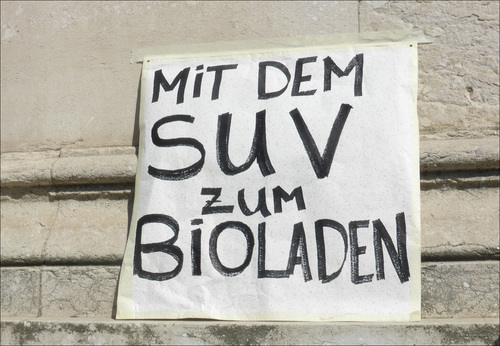 MiT DEM
SUV
ZUM
BiOLADEN